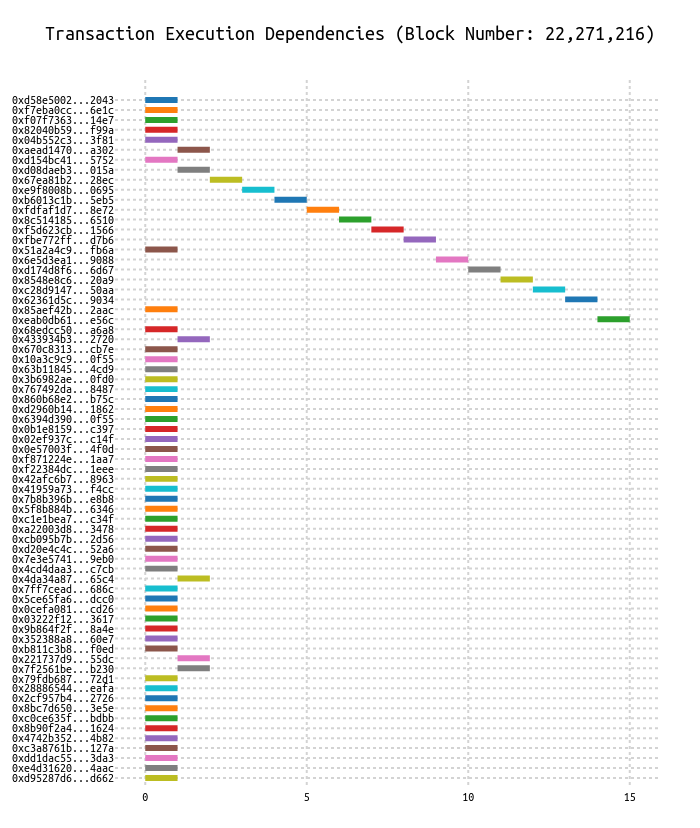 Transaction Execution Dependencies (Block Number: 22,271,216)
0xd58e5002...2043
0xf7eba0cc...6e1c
0xf07f7363...14e7
0x82040b59...f99a
0x04b552c3...3f81
0xaead1470...a302
0xd154bc41...5752
0xd08daeb3...015a
0x67ea81b2...28ec
0xe9f8008b...0695
0xb6013c1b...5eb5
0xfdfaf1d7...8e72
0x8c514185...6510
0xf5d623cb...1566
0xfbe772ff...d7b6
0x51a2a4c9...fb6a
0x6e5d3ea1...9088
0xd174d8f6...6d67
0x8548e8c6...20a9
0xc28d9147...50aa
0x62361d5c...9034
0x85aef42b...2aac
0xeab0db61...e56c
0x68edcc50...a6a8
0x433934b3...2720
0x670c8313...cb7e
0x10a3c9c9...0f55
0x63b11845...4cd9
0x3b6982ae...0fd0
0x767492da...8487
0x860b68e2...b75c
0xd2960b14...1862
0x6394d390...0f55
0x0b1e8159...c397
0x02ef937c...c14f
0x0e57003f...4f0d
0xf871224e...1aa7
0xf22384dc...1eee
0x42afc6b7...8963
0x41959a73...f4cc
0x7b8b396b...e8b8
0x5f8b884b...6346
0xc1e1bea7...c34f
0xa22003d8...3478
0xcb095b7b...2d56
0xd20e4c4c...52a6
0x7e3e5741...9eb0
0x4cd4daa3...c7cb
0x4da34a87...65c4
0x7ff7cead...686c
0x5ce65fa6...dcc0
0x0cefa081...cd26
0x03222f12...3617
0x9b864f2f...8a4e
0x352388a8...60e7
0xb811c3b8...f0ed
0x221737d9...55dc
0x7f2561be...b230
0x79fdb687...72d1
0x28886544...eafa
0x2cf957b4...2726
0x8bc7d650...3e5e
0xc0ce635f...bdbb
0x8b90f2a4...1624
0x4742b352...4b82
0xc3a8761b...127a
0xdd1dac55...3da3
0xe4d31620...4aac
0xd95287d6...d662
0 5 10 15